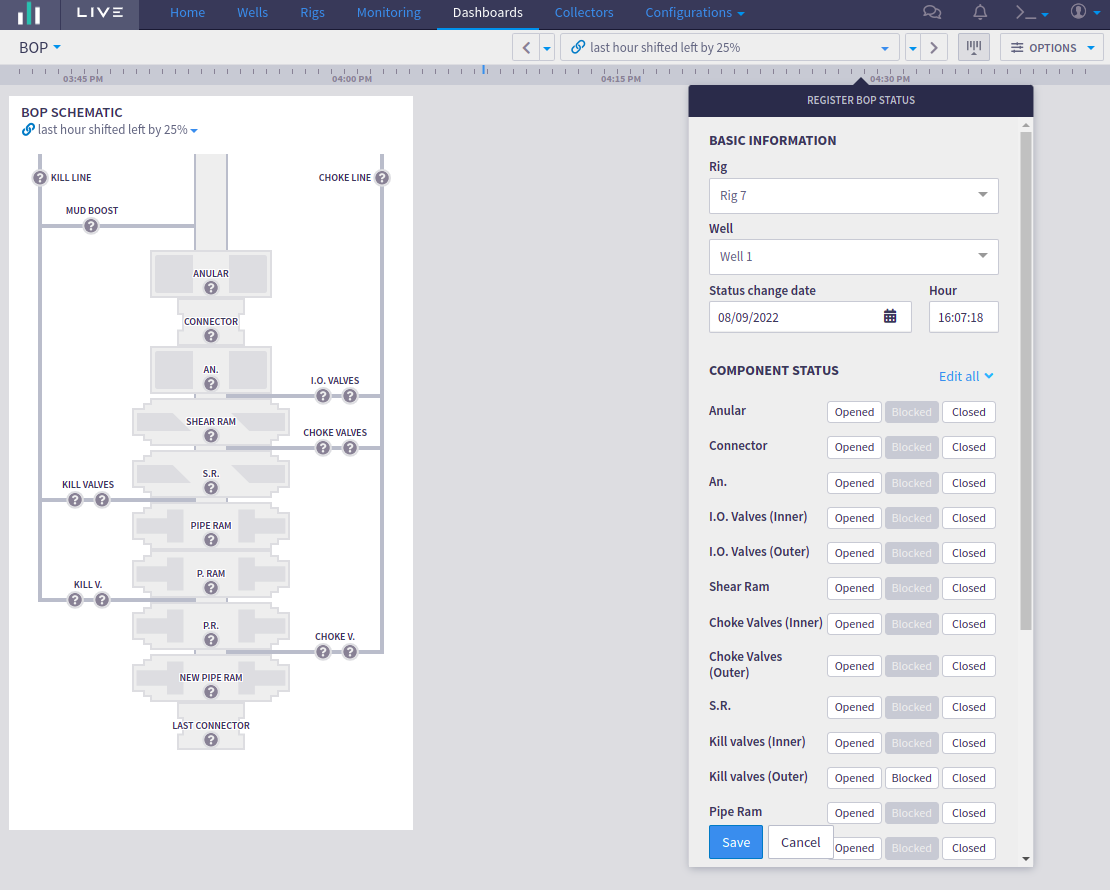 LIVE Home Wells Rigs Monitoring Dashboards Collectors Configurations
BOP last hour shifted left by 25% OPTIONS
03:45 PM 04:00 PM 04:15 PM 04:30 PM
BOP SCHEMATIC
last hour shifted left by 25%
? KILL LINE CHOKE LINE ?
MUD BOOST
?
ANULAR
?
CONNECTOR
?
AN.
?
I.O. VALVES
? ?
SHEAR RAM
?
CHOKE VALVES
? ?
S.R.
?
KILL VALVES
? ?
PIPE RAM
?
P. RAM
?
KILL V.
? ?
P.R.
?
CHOKE V.
? ?
NEW PIPE RAM
?
LAST CONNECTOR
?
REGISTER BOP STATUS
BASIC INFORMATION
Rig
Rig 7
Well
Well 1
Status change date Hour
08/09/2022 16:07:18
COMPONENT STATUS Edit all
Anular Opened Blocked Closed
Connector Opened Blocked Closed
An. Opened Blocked Closed
I.O. Valves (Inner) Opened Blocked Closed
I.O. Valves (Outer) Opened Blocked Closed
Shear Ram Opened Blocked Closed
Choke Valves (Inner) Opened Blocked Closed
Choke Valves
(Outer) Opened Blocked Closed
S.R. Opened Blocked Closed
Kill valves (Inner) Opened Blocked Closed
Kill valves (Outer) Opened Blocked Closed
Pipe Ram Opened Blocked Closed
Save Cancel Opened Blocked Closed